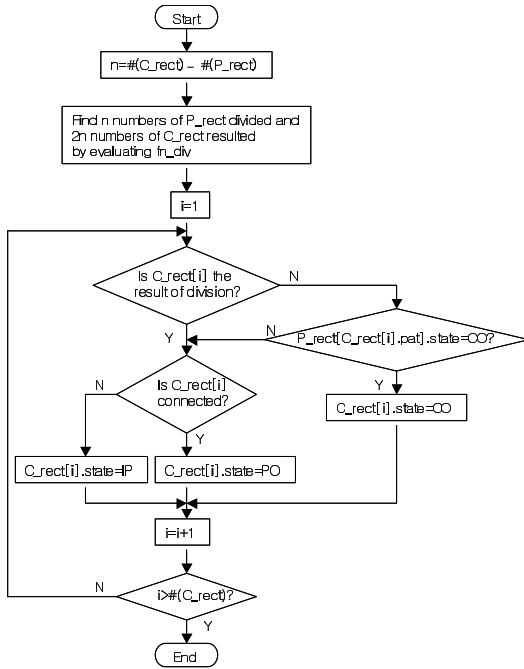 Start
n=#(C_rect) - #(P_rect)
Find n numbers of P_rect divided and
2n numbers of C_rect resulted
by evaluating fn_div
i=1
Is C_rect[i] the
result of division?
N
Y
N
P_rect[C_rect[i].pat].state=CO?
Y
C_rect[i].state=CO
N
Is C_rect[i]
connected?
Y
C_rect[i].state=IP
C_rect[i].state=PO
i=i+1
N
i>#(C_rect)?
Y
End